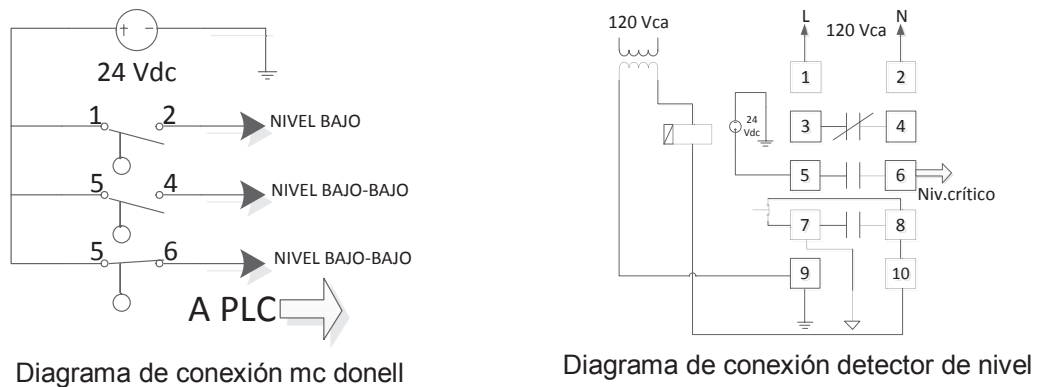 24 Vdc
1 2 NIVEL BAJO
5 4 NIVEL BAJO-BAJO
5 6 NIVEL BAJO-BAJO
A PLC
Diagrama de conexión mc donell
120 Vca
L N
120 Vca
1 2
24
Vdc
3 4
5 6
Niv.crítico
7 8
9 10
Diagrama de conexión detector de nivel